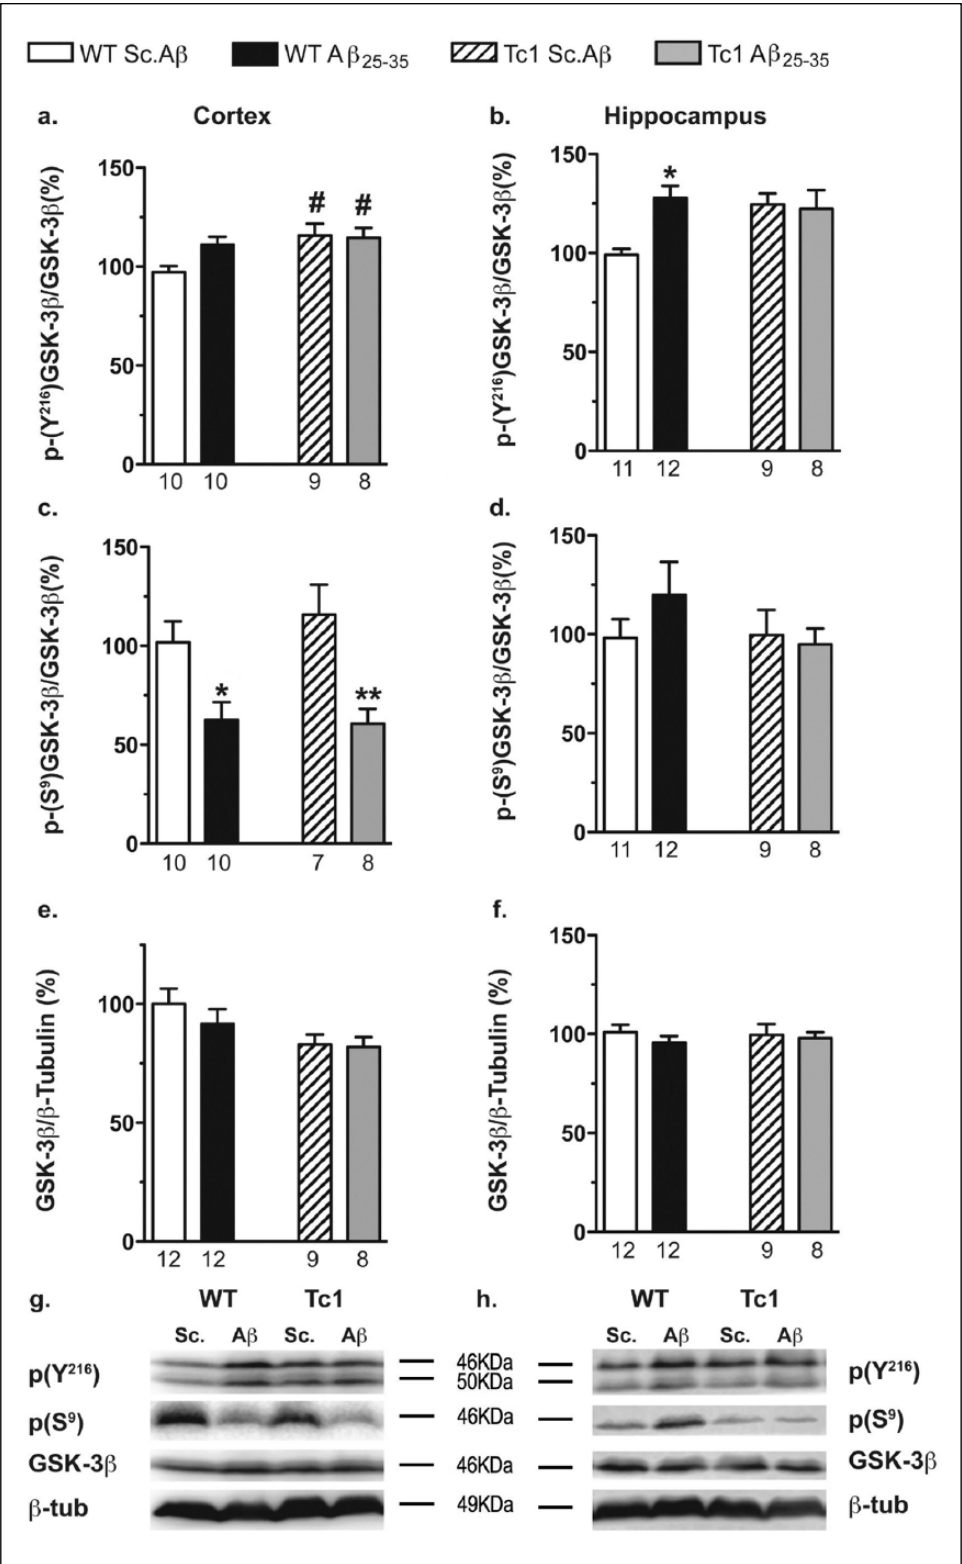 WT Sc.Aβ WT Aβ25-35 Tc1 Sc.Aβ Tc1 Aβ25-35
a. Cortex
p-(Y²¹⁶)GSK-3β/GSK-3β(%)
150
100
50
0
# #
10 10 9 8
b. Hippocampus
p-(Y²¹⁶)GSK-3β/GSK-3β(%)
150
100
50
0
*
11 12 9 8
c.
p-(S⁹)GSK-3β/GSK-3β(%)
150
100
50
0
* **
10 10 7 8
d.
p-(S⁹)GSK-3β/GSK-3β(%)
150
100
50
0
11 12 9 8
e.
GSK-3β/β-Tubulin (%)
100
50
0
12 12 9 8
f.
GSK-3β/β-Tubulin (%)
150
100
50
0
12 12 9 8
g. WT Tc1 h. WT Tc1
Sc. Aβ Sc. Aβ Sc. Aβ Sc. Aβ
p(Y²¹⁶) 46KDa p(Y²¹⁶)
50KDa
p(S⁹) 46KDa p(S⁹)
GSK-3β 46KDa GSK-3β
β-tub 49KDa β-tub